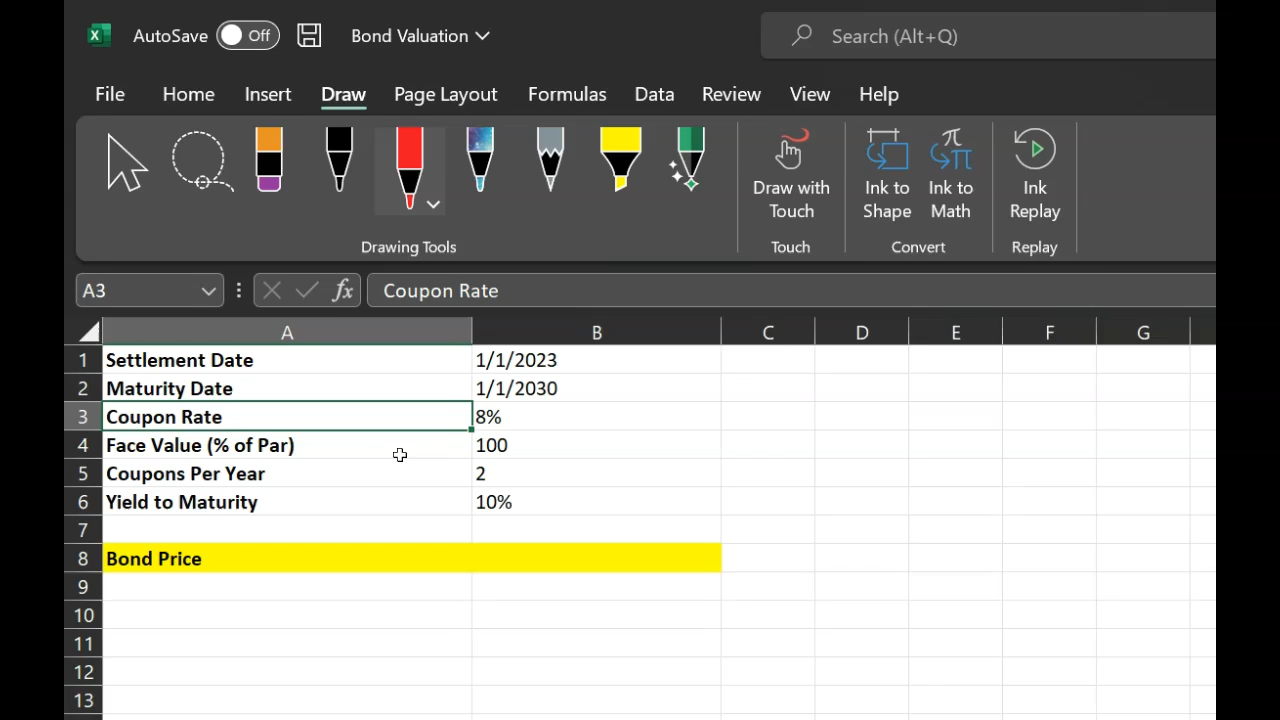 AutoSave Off Bond Valuation Search (Alt+Q)
File Home Insert Draw Page Layout Formulas Data Review View Help
Draw with Touch
Ink to Shape
Ink to Math
Ink Replay
Drawing Tools Touch Convert Replay
A3 fx Coupon Rate
A B C D E F G
1 Settlement Date 1/1/2023
2 Maturity Date 1/1/2030
3 Coupon Rate 8%
4 Face Value (% of Par) 100
5 Coupons Per Year 2
6 Yield to Maturity 10%
7
8 Bond Price
9
10
11
12
13